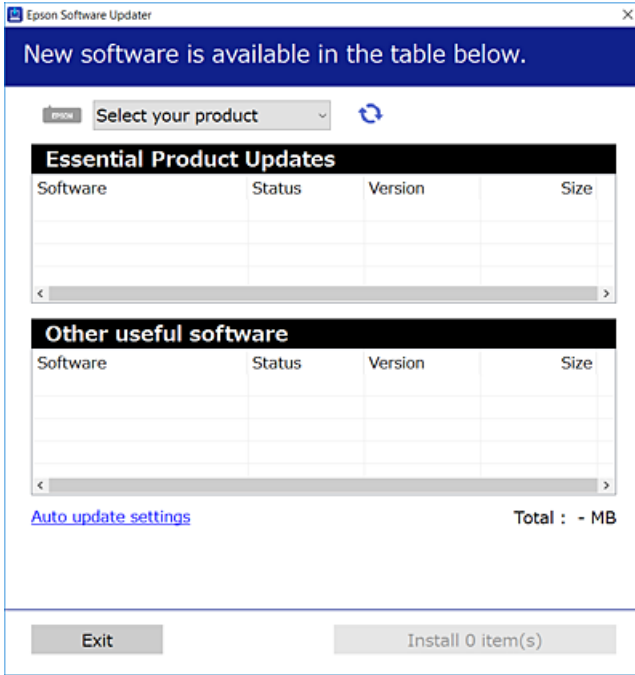 Epson Software Updater
New software is available in the table below.
EPSON Select your product
Essential Product Updates
Software Status Version Size
Other useful software
Software Status Version Size
Auto update settings Total : - MB
Exit Install 0 item(s)